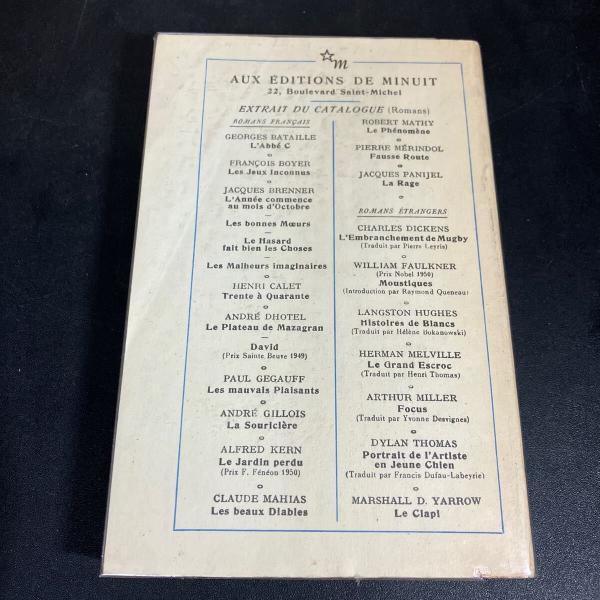 m
AUX ÉDITIONS DE MINUIT
22, Boulevard Saint-Michel
EXTRAIT DU CATALOGUE (Romans)
ROMANS FRANÇAIS
GEORGES BATAILLE
L'Abbé C
FRANÇOIS BOYER
Les Jeux Inconnus
JACQUES BRENNER
L'Année commence
au mois d'Octobre
Les bonnes Mœurs
Le Hasard
fait bien les Choses
Les Malheurs imaginaires
HENRI CALET
Trente à Quarante
ANDRÉ DHOTEL
Le Plateau de Mazagran
David
(Prix Sainte Beuve 1949)
PAUL GEGAUFF
Les mauvais Plaisants
ANDRÉ GILLOIS
La Souricière
ALFRED KERN
Le Jardin perdu
(Prix F. Fénéon 1950)
CLAUDE MAHIAS
Les beaux Diables
ROBERT MATHY
Le Phénomène
PIERRE MÉRINDOL
Fausse Route
JACQUES PANIJEL
La Rage
ROMANS ÉTRANGERS
CHARLES DICKENS
L'Embranchement de Mugby
(Traduit par Pierre Leyris)
WILLIAM FAULKNER
(Prix Nobel 1950)
Moustiques
(Introduction par Raymond Queneau)
LANGSTON HUGHES
Histoires de Blancs
(Traduit par Hélène Bokanowski)
HERMAN MELVILLE
Le Grand Escroc
(Traduit par Henri Thomas)
ARTHUR MILLER
Focus
(Traduit par Yvonne Desvignes)
DYLAN THOMAS
Portrait de l'Artiste
en Jeune Chien
(Traduit par Francis Dufau-Labeyrie)
MARSHALL D. YARROW
Le Clapl